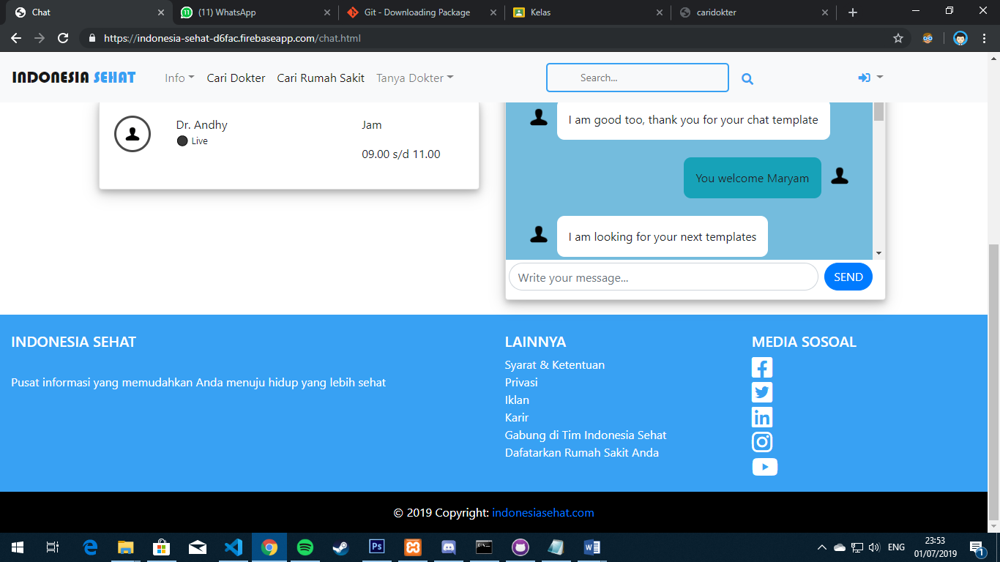 Chat
(11) WhatsApp
Git - Downloading Package
Kelas
caridokter
https://indonesia-sehat-d6fac.firebaseapp.com/chat.html
INDONESIA SEHAT
Info
Cari Dokter
Cari Rumah Sakit
Tanya Dokter
Search...
Dr. Andhy
Live
Jam
09.00 s/d 11.00
I am good too, thank you for your chat template
You welcome Maryam
I am looking for your next templates
Write your message...
SEND
INDONESIA SEHAT
Pusat informasi yang memudahkan Anda menuju hidup yang lebih sehat
LAINNYA
Syarat & Ketentuan
Privasi
Iklan
Karir
Gabung di Tim Indonesia Sehat
Dafatarkan Rumah Sakit Anda
MEDIA SOSOAL
© 2019 Copyright: indonesiasehat.com
ENG
23:53
01/07/2019
1